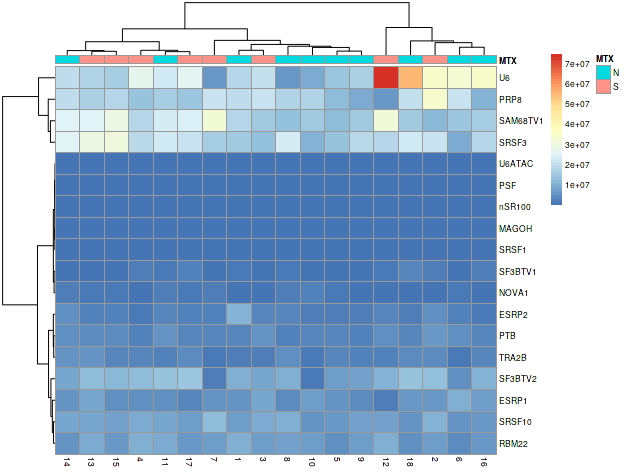 MTX
U6
PRP8
SAM68TV1
SRSF3
U6ATAC
PSF
nSR100
MAGOH
SRSF1
SF3BTV1
NOVA1
ESRP2
PTB
TRA2B
SF3BTV2
ESRP1
SRSF10
RBM22
14 13 15 4 11 17 7 1 3 8 10 5 9 12 18 2 6 16
7e+07
6e+07
5e+07
4e+07
3e+07
2e+07
1e+07
MTX
N
S